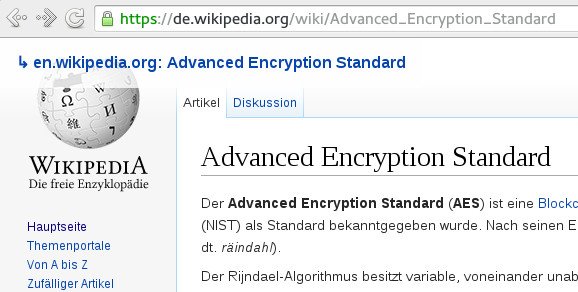 https://de.wikipedia.org/wiki/Advanced_Encryption_Standard
↳ en.wikipedia.org: Advanced Encryption Standard
Ω
И
維
WIKIPEDIA
Die freie Enzyklopädie
Hauptseite
Themenportale
Von A bis Z
Zufälliger Artikel
Artikel Diskussion
Advanced Encryption Standard
Der Advanced Encryption Standard (AES) ist eine Blockc
(NIST) als Standard bekanntgegeben wurde. Nach seinen E
dt. räindahl).
Der Rijndael-Algorithmus besitzt variable, voneinander unab